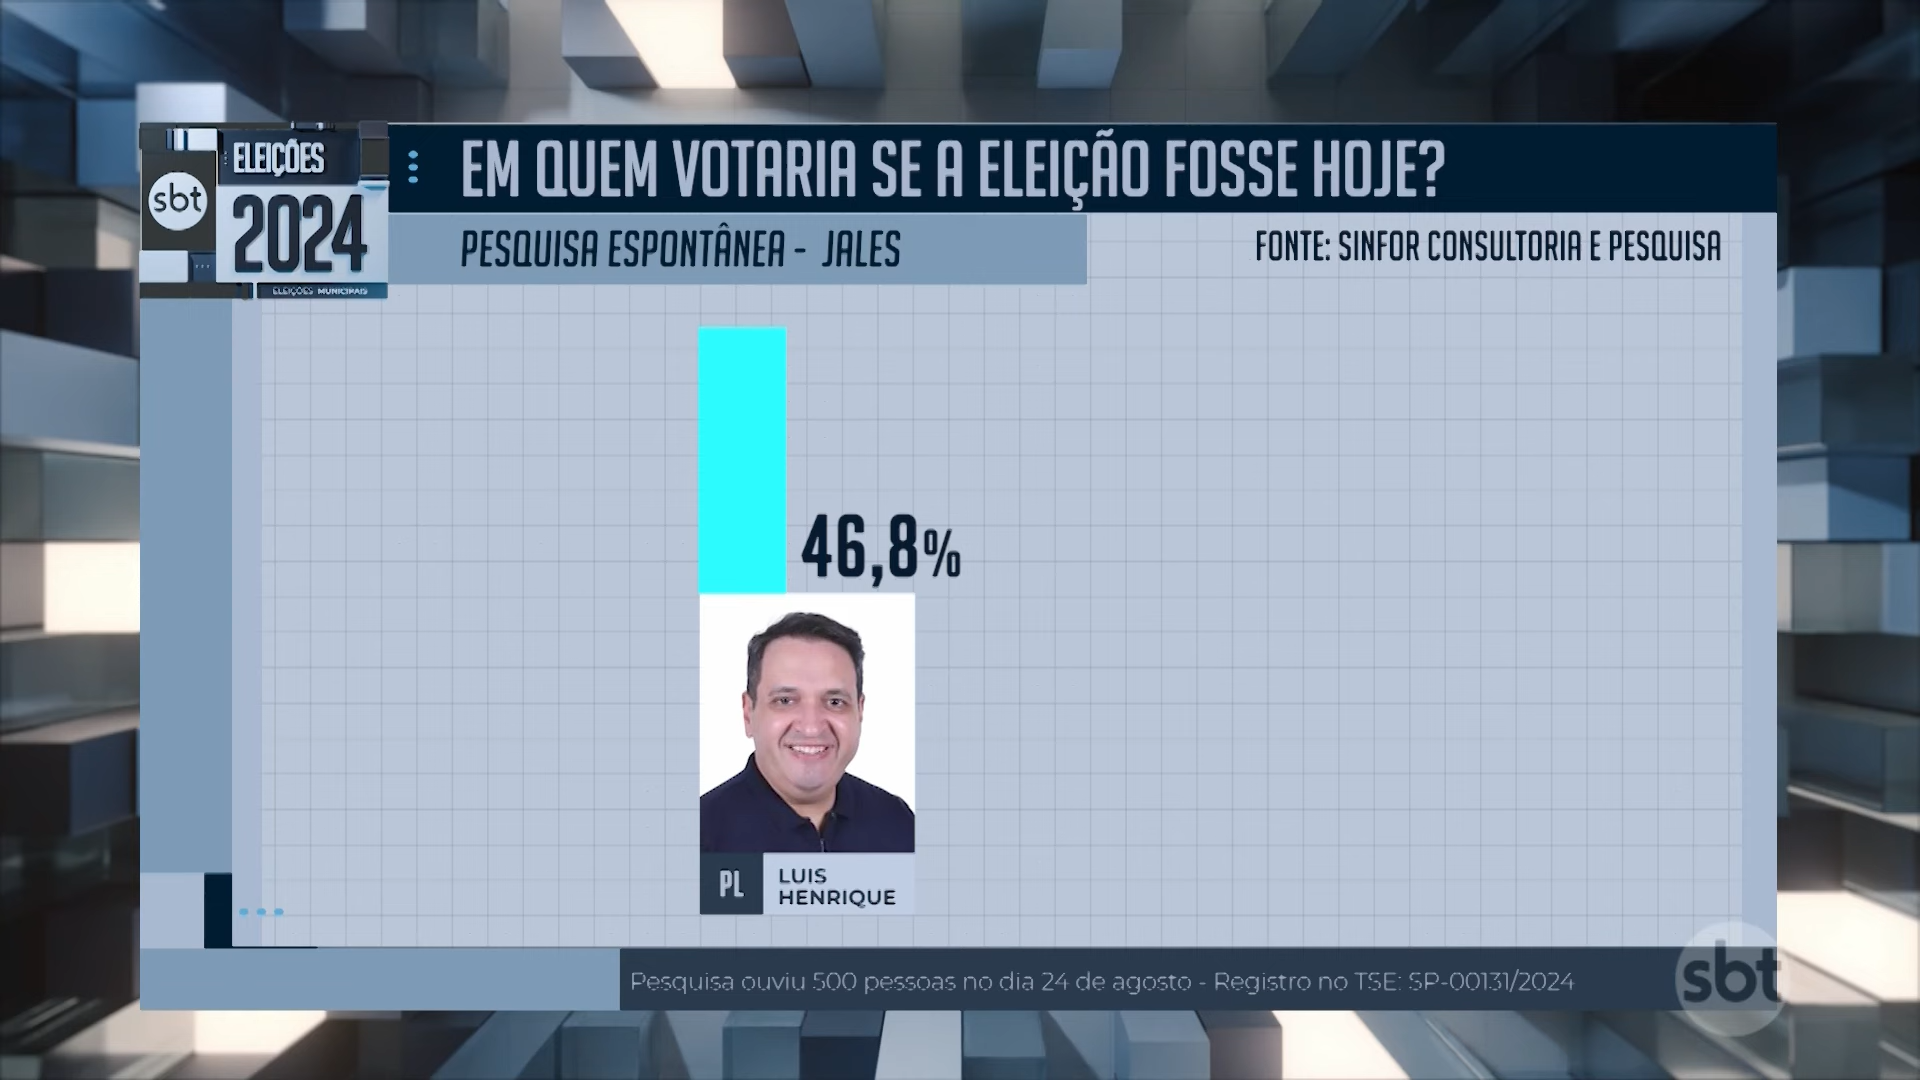 ELEIÇÕES
sbt
2024
ELEIÇÕES MUNICIPAIS
EM QUEM VOTARIA SE A ELEIÇÃO FOSSE HOJE?
PESQUISA ESPONTÂNEA - JALES
FONTE: SINFOR CONSULTORIA E PESQUISA
46,8%
PL
LUIS
HENRIQUE
Pesquisa ouviu 500 pessoas no dia 24 de agosto - Registro no TSE: SP-00131/2024
sbt